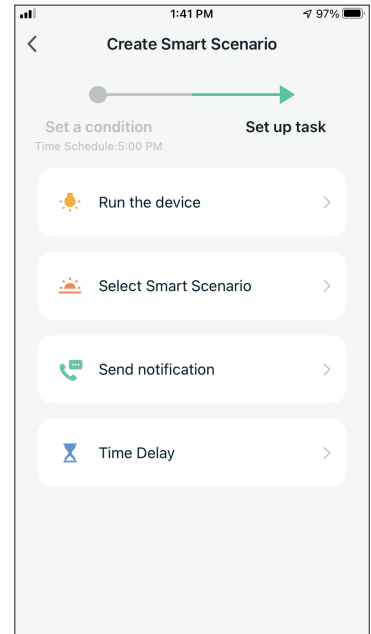 1:41 PM
97%
Create Smart Scenario
Set a condition
Set up task
Time Schedule:5:00 PM
Run the device
Select Smart Scenario
Send notification
Time Delay